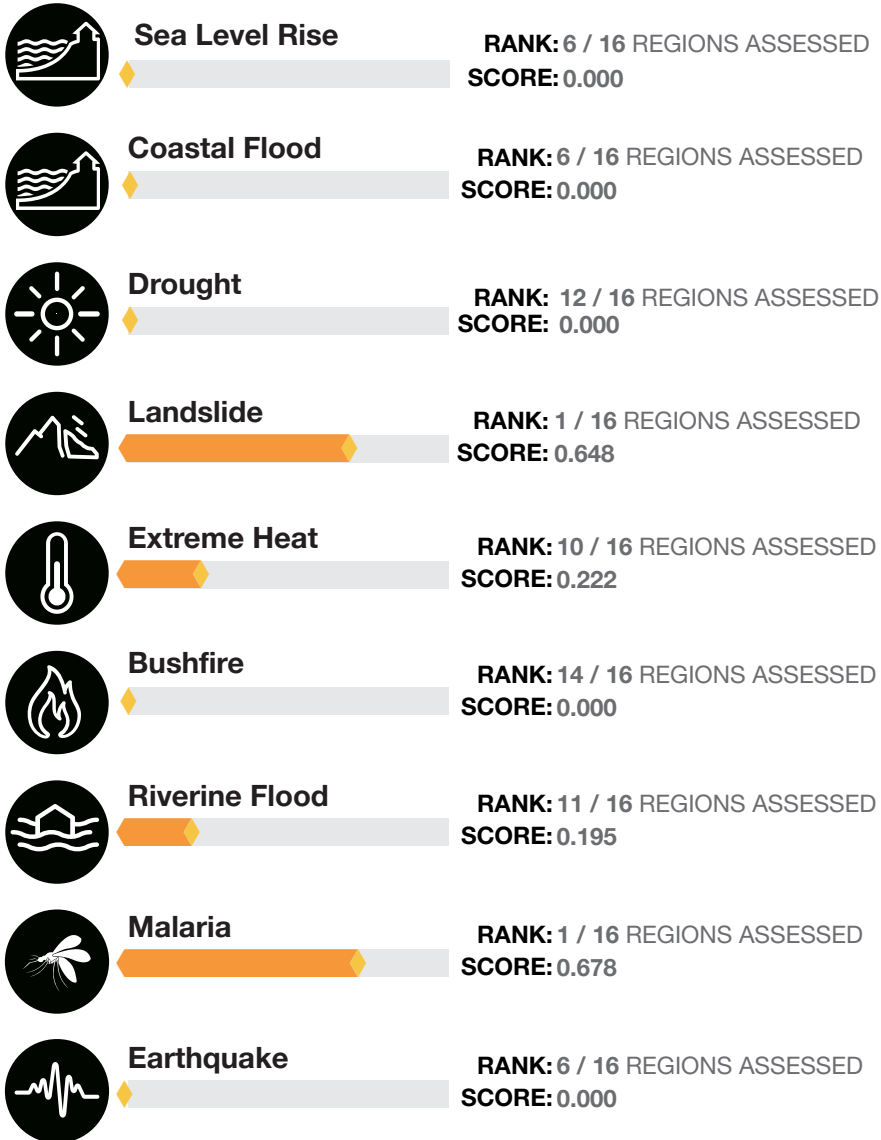 Sea Level Rise
RANK: 6 / 16 REGIONS ASSESSED
SCORE: 0.000
Coastal Flood
RANK: 6 / 16 REGIONS ASSESSED
SCORE: 0.000
Drought
RANK: 12 / 16 REGIONS ASSESSED
SCORE: 0.000
Landslide
RANK: 1 / 16 REGIONS ASSESSED
SCORE: 0.648
Extreme Heat
RANK: 10 / 16 REGIONS ASSESSED
SCORE: 0.222
Bushfire
RANK: 14 / 16 REGIONS ASSESSED
SCORE: 0.000
Riverine Flood
RANK: 11 / 16 REGIONS ASSESSED
SCORE: 0.195
Malaria
RANK: 1 / 16 REGIONS ASSESSED
SCORE: 0.678
Earthquake
RANK: 6 / 16 REGIONS ASSESSED
SCORE: 0.000